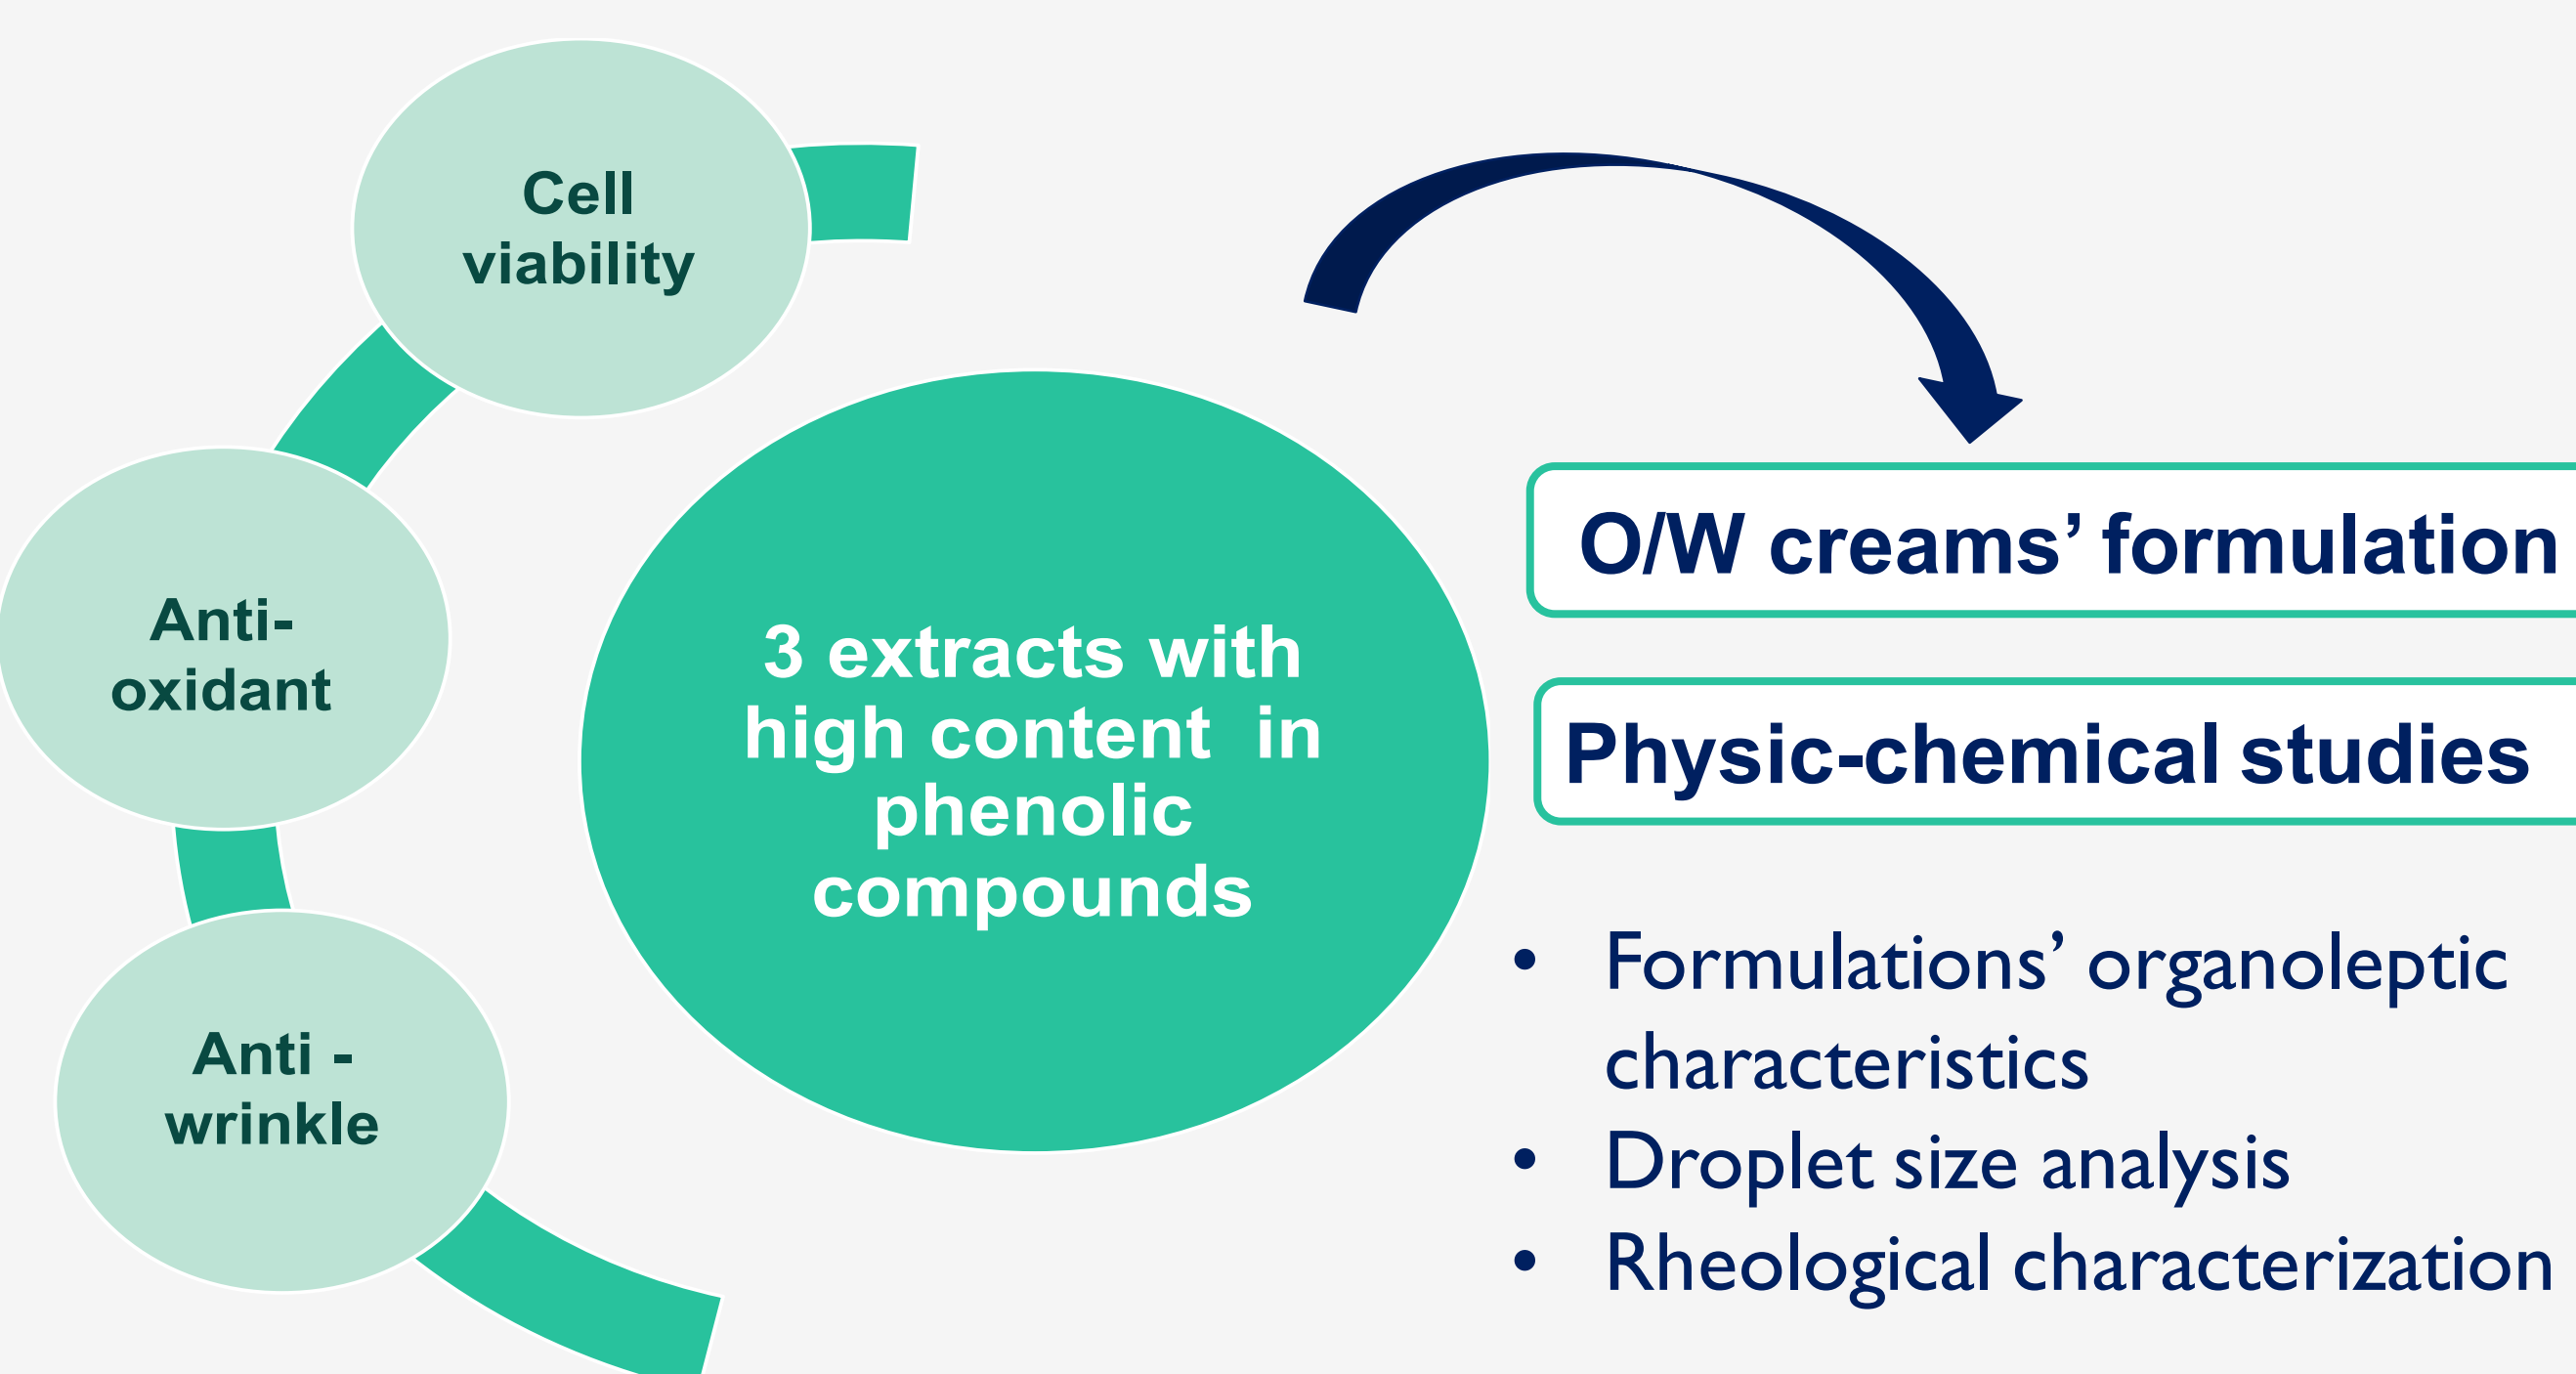 Cell
viability
Anti-
oxidant
Anti -
wrinkle
3 extracts with
high content  in
phenolic
compounds
O/W creams’ formulation
Physic-chemical studies
• Formulations’ organoleptic
characteristics
• Droplet size analysis
• Rheological characterization